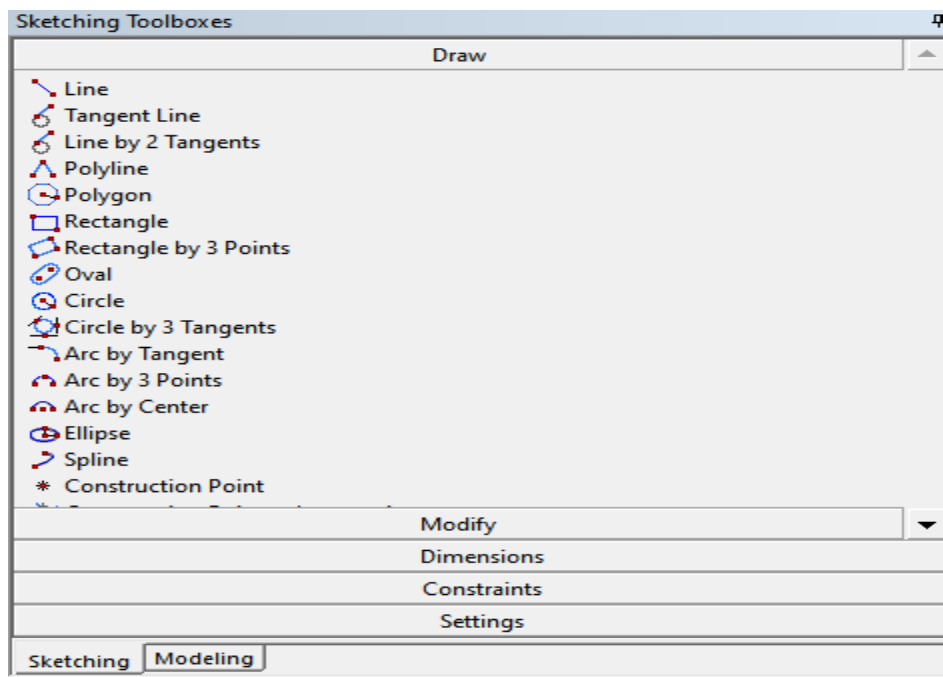 Sketching Toolboxes
Draw
Line
Tangent Line
Line by 2 Tangents
Polyline
Polygon
Rectangle
Rectangle by 3 Points
Oval
Circle
Circle by 3 Tangents
Arc by Tangent
Arc by 3 Points
Arc by Center
Ellipse
Spline
Construction Point
Modify
Dimensions
Constraints
Settings
Sketching Modeling